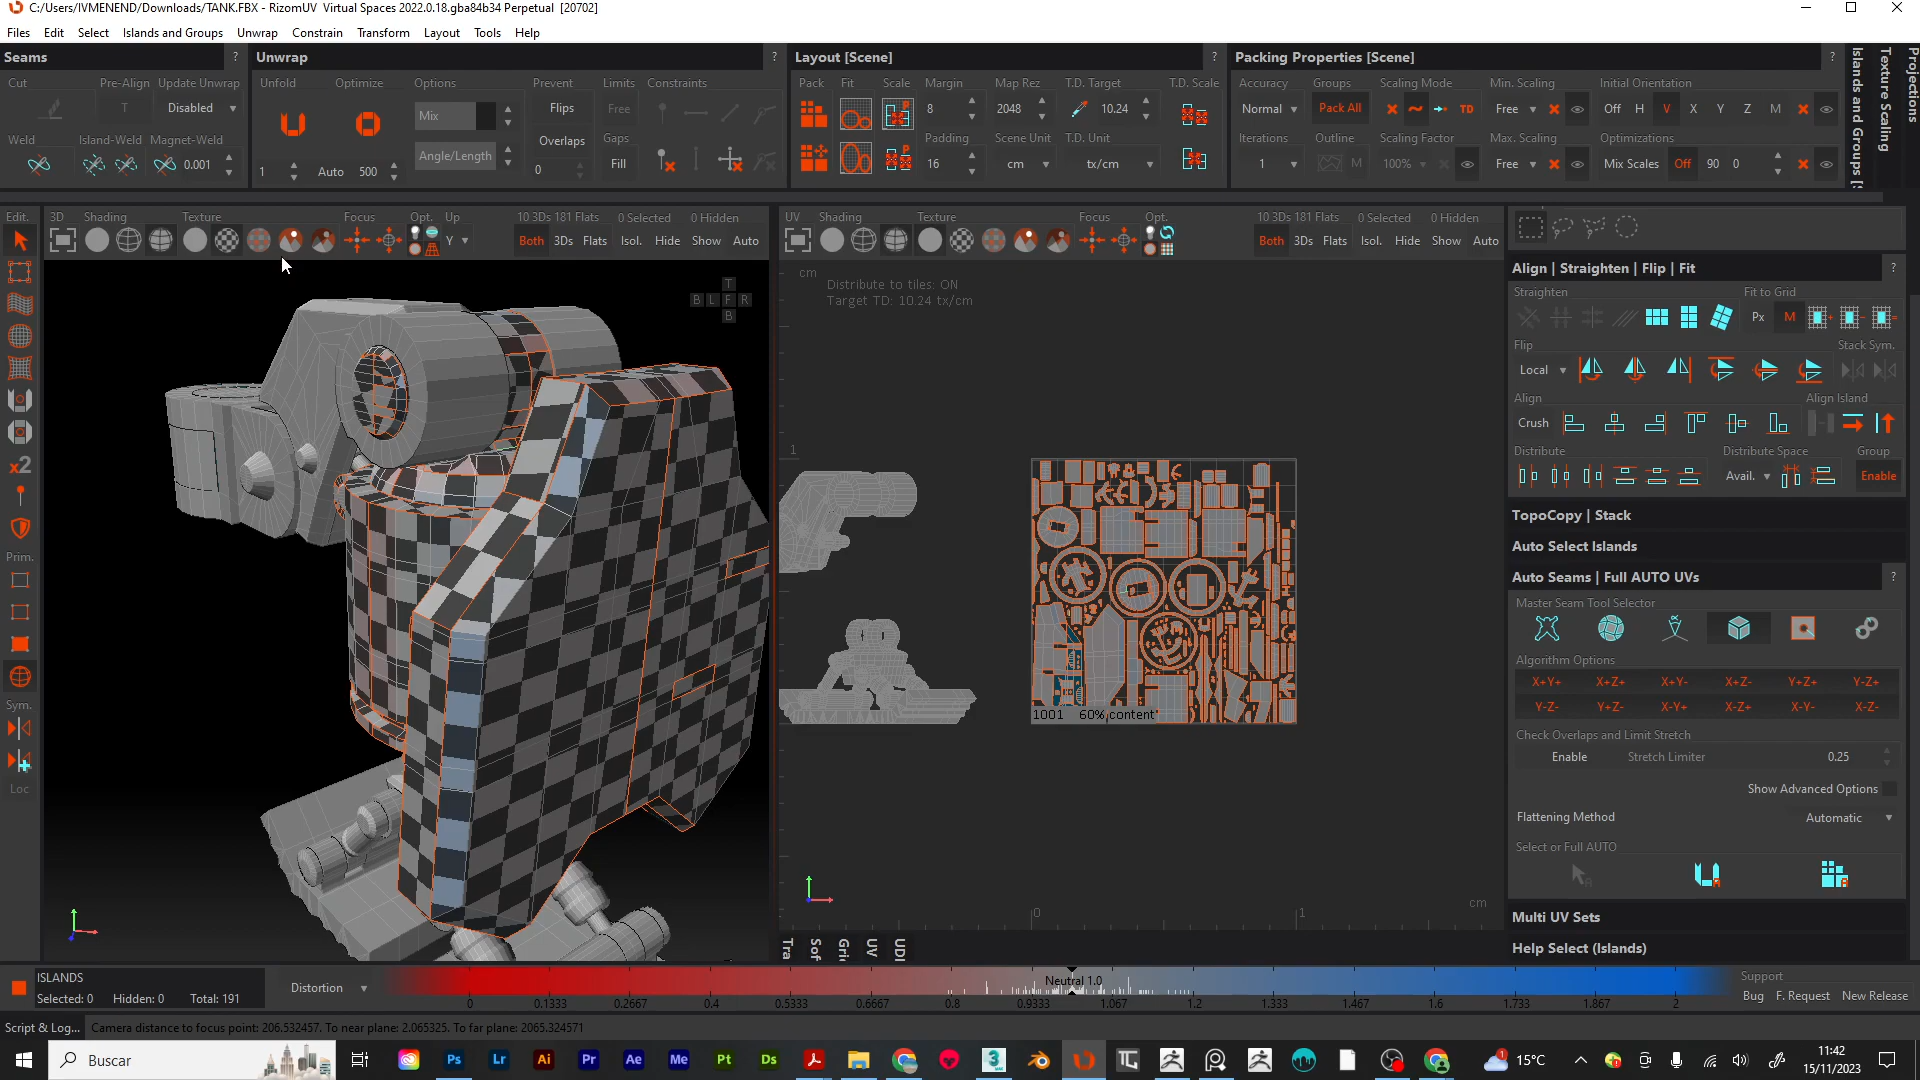 C:/Users/IVMENEND/Downloads/TANK.FBX - RizomUV Virtual Spaces 2022.0.18.gba84b34 Perpetual [20702]
Files Edit Select Islands and Groups Unwrap Constrain Transform Layout Tools Help
Seams ? Unwrap ? Layout [Scene] ? Packing Properties [Scene] ?
Cut Pre-Align Update Unwrap Unfold Optimize Options Prevent Limits Constraints Pack Fit Scale Margin Map Rez T.D. Target T.D. Scale Accuracy Groups Scaling Mode Min. Scaling Initial Orientation
T Disabled Mix Flips Free 8 2048 10.24 Normal Pack All TD Free Off H V X Y Z M
Weld Island-Weld Magnet-Weld Angle/Length Overlaps Gaps Padding Scene Unit T.D. Unit Iterations Outline Scaling Factor Max. Scaling Optimizations
0.001 1 Auto 500 0 Fill 16 cm tx/cm 1 M 100% Free Mix Scales Off 90 0
Islands and Groups [S
Texture Scaling
Projections
Edit. 3D Shading Texture Focus Opt. Up 10 3Ds 181 Flats 0 Selected 0 Hidden
Y Both 3Ds Flats Isol. Hide Show Auto
UV Shading Texture Focus Opt. 10 3Ds 181 Flats 0 Selected 0 Hidden
Both 3Ds Flats Isol. Hide Show Auto
T
B L F R
B
cm
Distribute to tiles: ON
Target TD: 10.24 tx/cm
1
1001 60% content
0 1 cm
x2
Prim.
Sym.
Loc
Align | Straighten | Flip | Fit ?
Straighten Fit to Grid
Px M
Flip Stack Sym.
Local
Align Align Island
Crush
Distribute Distribute Space Group
Avail. Enable
TopoCopy | Stack
Auto Select Islands
Auto Seams | Full AUTO UVs ?
Master Seam Tool Selector
Algorithm Options
X+Y+ X+Z+ X+Y- X+Z- Y+Z+ Y-Z+
Y-Z- Y+Z- X-Y+ X-Z+ X-Y- X-Z-
Check Overlaps and Limit Stretch
Enable Stretch Limiter 0.25
Show Advanced Options
Flattening Method Automatic
Select or Full AUTO
Multi UV Sets
Help Select (Islands)
Tra Sof Gri UV UDI
ISLANDS
Selected: 0 Hidden: 0 Total: 191
Distortion
Neutral 1.0
0 0.1333 0.2667 0.4 0.5333 0.6667 0.8 0.9333 1.067 1.2 1.333 1.467 1.6 1.733 1.867 2
Support
Bug F. Request New Release
Script & Log... Camera distance to focus point: 206.532457. To near plane: 2.065325. To far plane: 2065.324571
Buscar Ps Lr Ai Pr Ae Me Pt Ds 3 15°C 11:42
15/11/2023